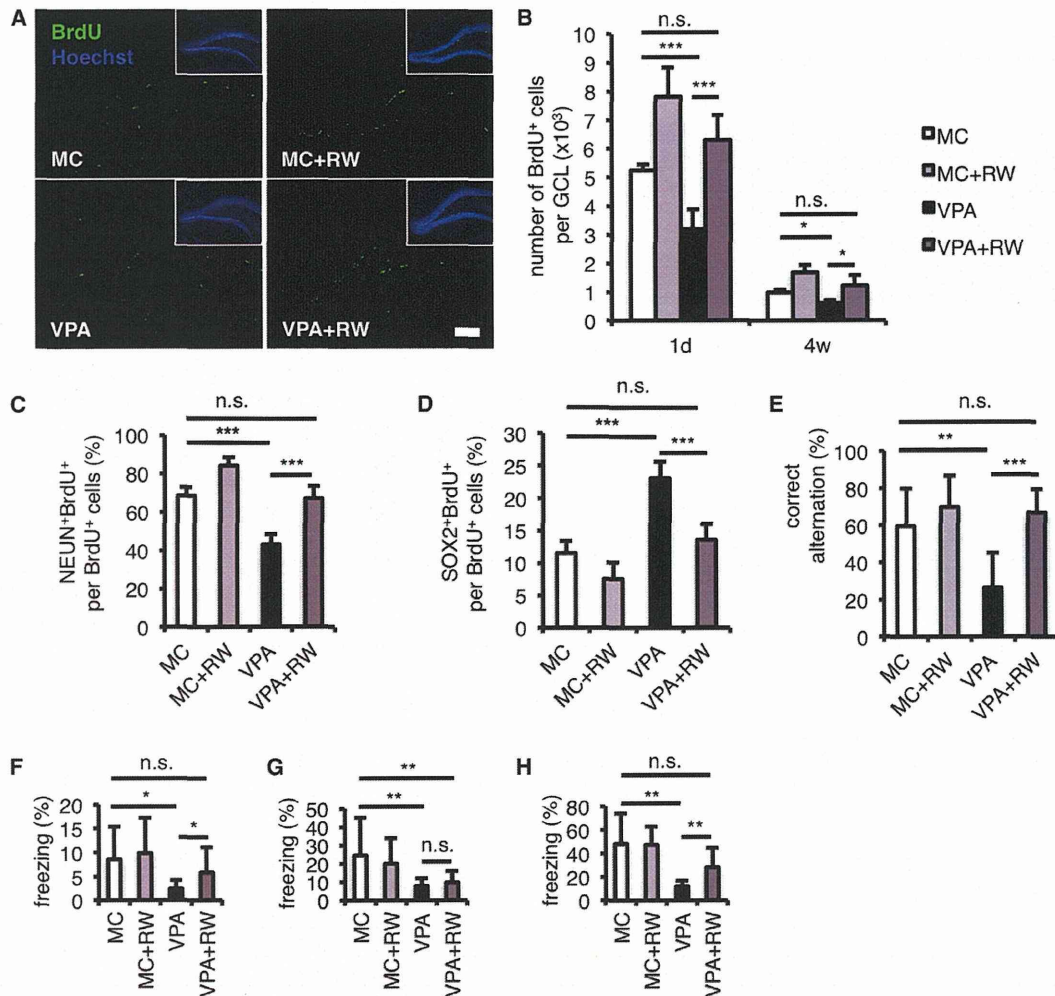 A
BrdU
Hoechst
MC
MC+RW
VPA
VPA+RW
B
number of BrdU⁺ cells
per GCL (x10³)
10
9
8
7
6
5
4
3
2
1
0
n.s.
***
***
n.s.
*
*
1d
4w
MC
MC+RW
VPA
VPA+RW
C
NEUN⁺BrdU⁺
per BrdU⁺ cells (%)
100
80
60
40
20
0
n.s.
***
***
MC
MC+RW
VPA
VPA+RW
D
SOX2⁺BrdU⁺
per BrdU⁺ cells (%)
30
25
20
15
10
5
0
n.s.
***
***
MC
MC+RW
VPA
VPA+RW
E
correct
alternation (%)
100
80
60
40
20
0
n.s.
**
***
MC
MC+RW
VPA
VPA+RW
F
freezing (%)
20
15
10
5
0
n.s.
*
*
MC
MC+RW
VPA
VPA+RW
G
freezing (%)
50
40
30
20
10
0
**
**
n.s.
MC
MC+RW
VPA
VPA+RW
H
freezing (%)
80
60
40
20
0
n.s.
**
**
MC
MC+RW
VPA
VPA+RW